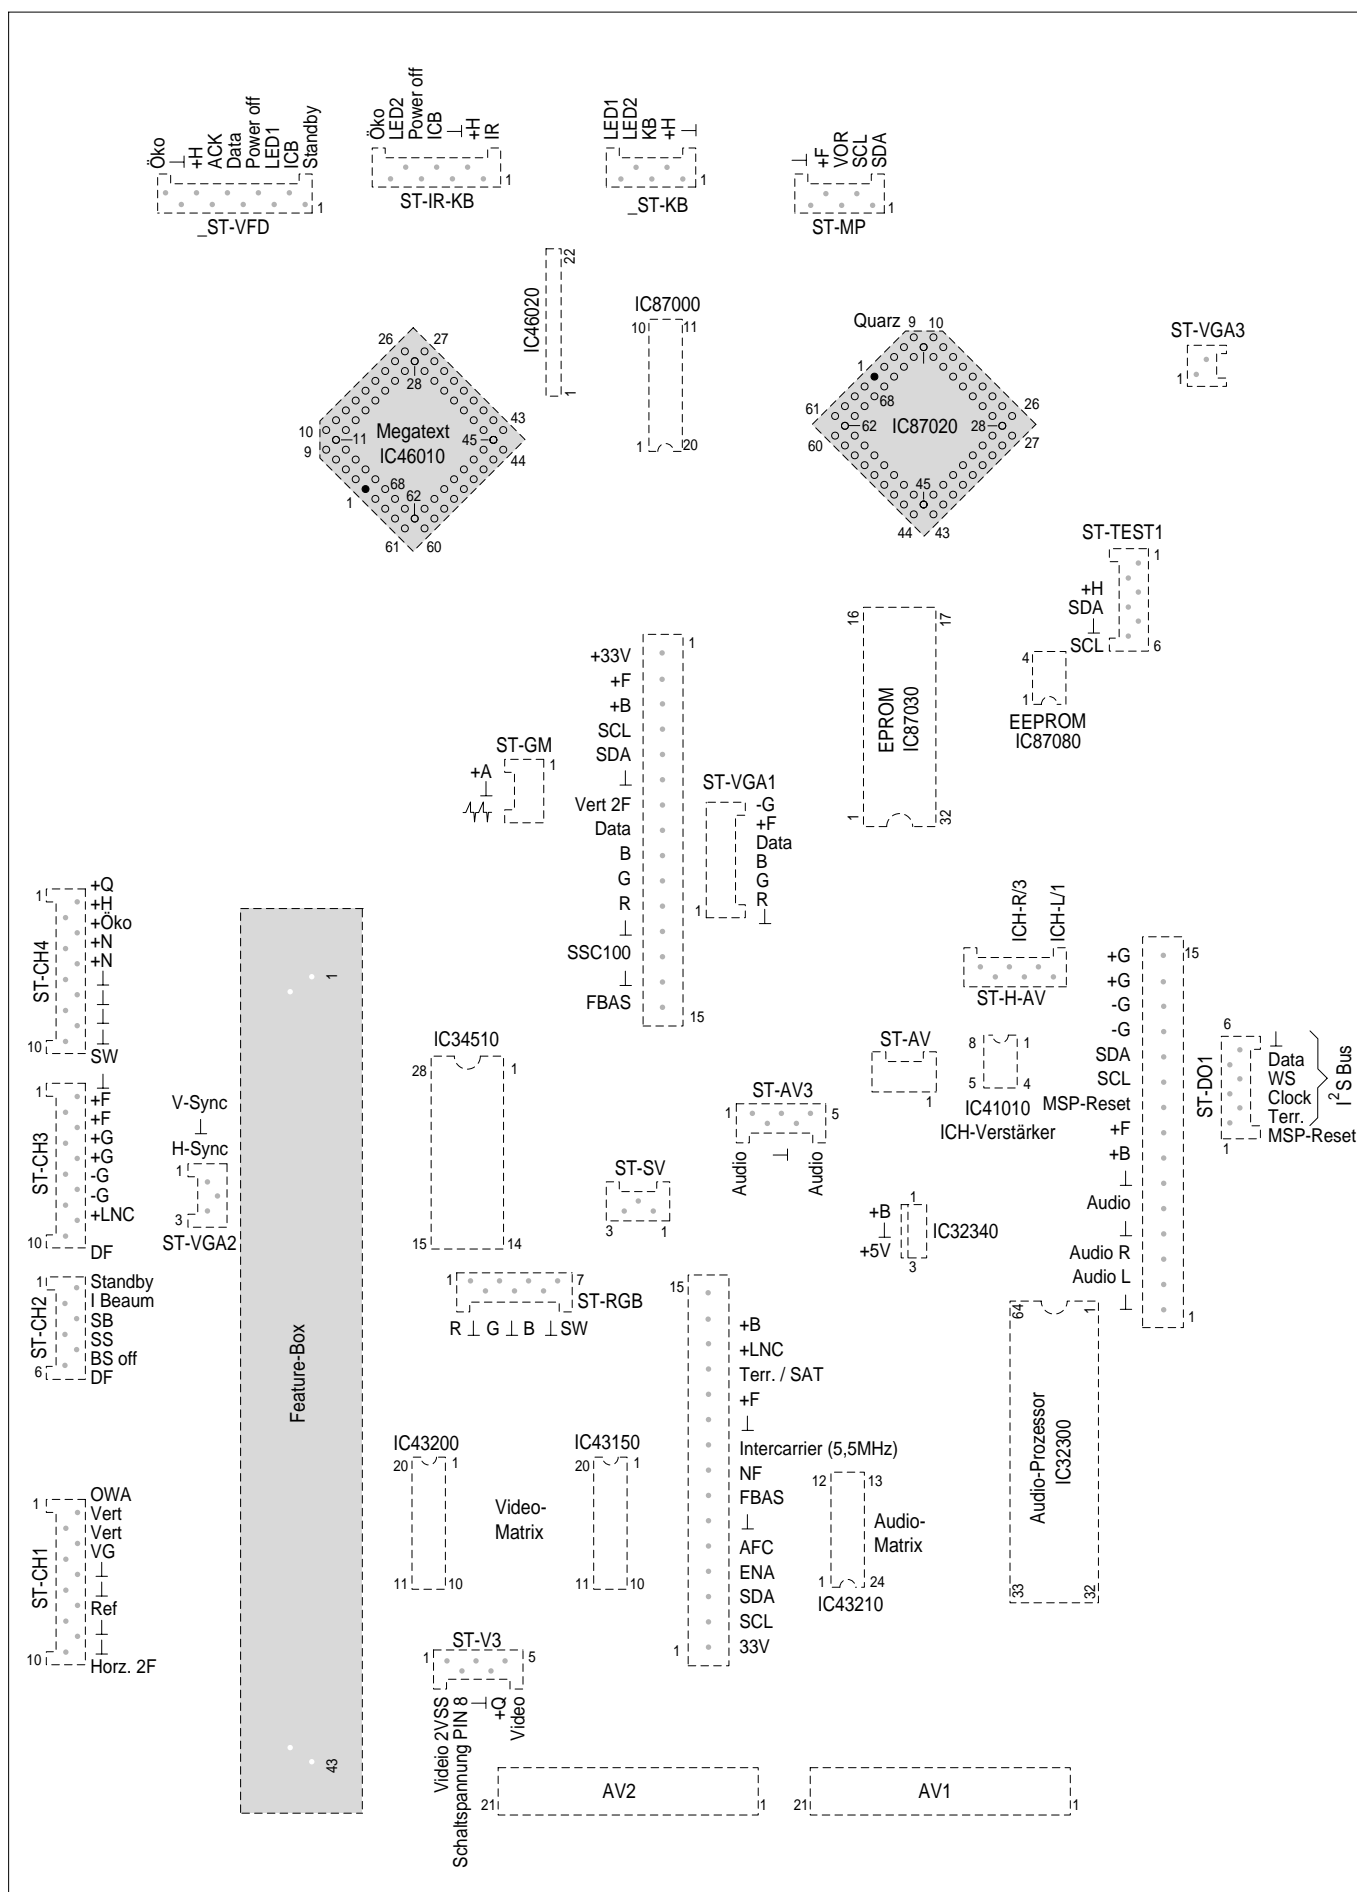 Öko
⊥
+H
ACK
Data
Power off
LED1
ICB
Standby
1
_ST-VFD
Öko
LED2
Power off
ICB
⊥
+H
IR
1
ST-IR-KB
LED1
LED2
KB
+H
⊥
1
_ST-KB
⊥
+F
VOR
SCL
SDA
1
ST-MP
IC46020
22
1
IC87000
10 11
1 20
26 27
28
10 11 Megatext 45 43
9 IC46010 44
1 68 62
61 60
Quarz 9 10
1
68
61 62 IC87020 28 26
60 27
45
44 43
ST-VGA3
1
ST-TEST1
1
+H
SDA
⊥
SCL
6
4
1
EEPROM
IC87080
16 17
EPROM
IC87030
1 32
1
+33V
+F
+B
SCL
SDA
⊥
Vert 2F
Data
B
G
R
⊥
SSC100
⊥
FBAS
15
ST-GM
+A
⊥
1
ST-VGA1
-G
+F
Data
B
G
R
⊥
1
ST-CH4
1
+Q
+H
+Öko
+N
+N
⊥
⊥
⊥
⊥
SW
10
ST-CH3
1
⊥
+F
+F
+G
+G
-G
-G
+LNC
DF
10
V-Sync
⊥
H-Sync
1
3
ST-VGA2
ST-CH2
1
Standby
I Beaum
SB
SS
BS off
DF
6
ST-CH1
1
OWA
Vert
Vert
VG
⊥
⊥
Ref
⊥
⊥
Horz. 2F
10
1
Feature-Box
43
IC34510
28 1
15 14
ICH-R/3
ICH-L/1
ST-H-AV
ST-AV
1
8 1
5 4
IC41010
ICH-Verstärker
ST-AV3
1 5
Audio
⊥
Audio
ST-SV
3 1
1
+B
⊥
+5V
3
IC32340
+G
+G
-G
-G
SDA
SCL
MSP-Reset
+F
+B
⊥
Audio
⊥
Audio R
Audio L
⊥
15
1
ST-DO1
6
⊥
Data
WS
Clock
Terr.
MSP-Reset
1
I²S Bus
1 7
ST-RGB
R ⊥ G ⊥ B ⊥ SW
15
+B
+LNC
Terr. / SAT
+F
⊥
Intercarrier (5,5MHz)
NF
FBAS
⊥
AFC
ENA
SDA
SCL
33V
1
64 1
Audio-Prozessor
IC32300
33 32
IC43200
20 1
11 10
Video-
Matrix
IC43150
20 1
11 10
12 13
Audio-
Matrix
1 24
IC43210
ST-V3
1 5
Videio 2VSS
Schaltspannung PIN 8
⊥
+Q
Video
21 AV2 1
21 AV1 1